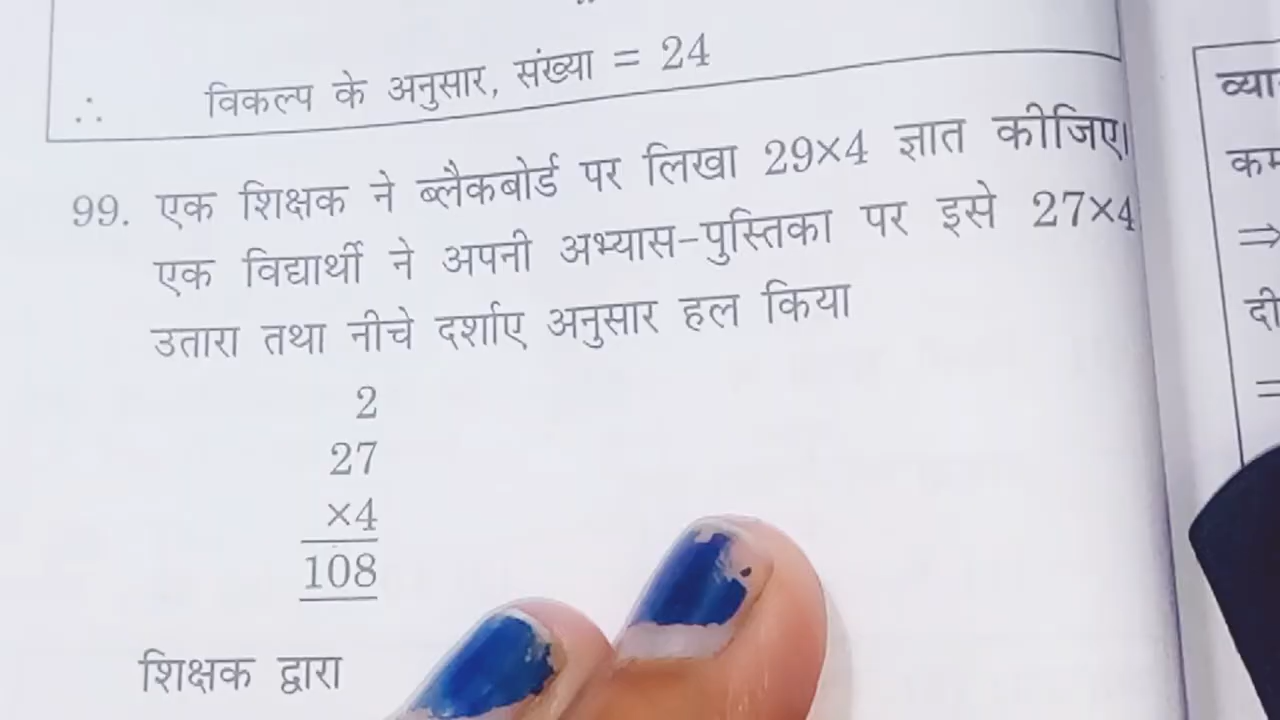 ∴ विकल्प के अनुसार, संख्या = 24
99. एक शिक्षक ने ब्लैकबोर्ड पर लिखा 29×4 ज्ञात कीजिए।
एक विद्यार्थी ने अपनी अभ्यास-पुस्तिका पर इसे 27×4
उतारा तथा नीचे दर्शाए अनुसार हल किया
2
27
×4
108
शिक्षक द्वारा
⇒
=